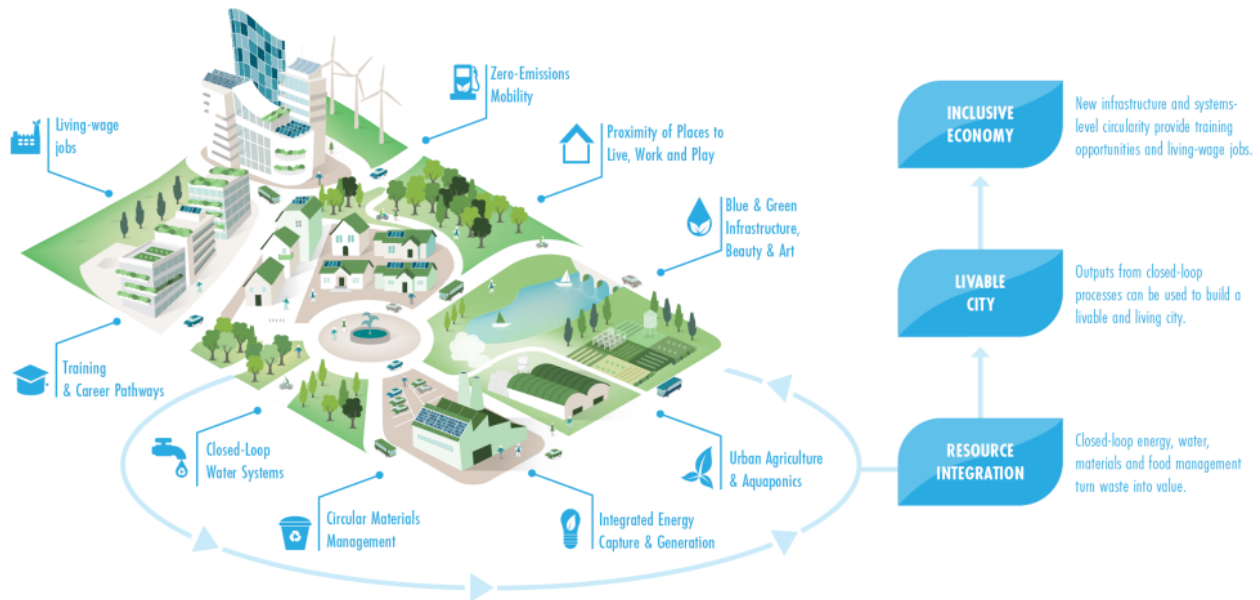 Zero-Emissions
Mobility
Living-wage
jobs
Proximity of Places to
Live, Work and Play
Blue & Green
Infrastructure,
Beauty & Art
Training
& Career Pathways
Closed-Loop
Water Systems
Circular Materials
Management
Integrated Energy
Capture & Generation
Urban Agriculture
& Aquaponics
INCLUSIVE
ECONOMY
New infrastructure and systems-
level circularity provide training
opportunities and living-wage jobs.
LIVABLE
CITY
Outputs from closed-loop
processes can be used to build a
livable and living city.
RESOURCE
INTEGRATION
Closed-loop energy, water,
materials and food management
turn waste into value.